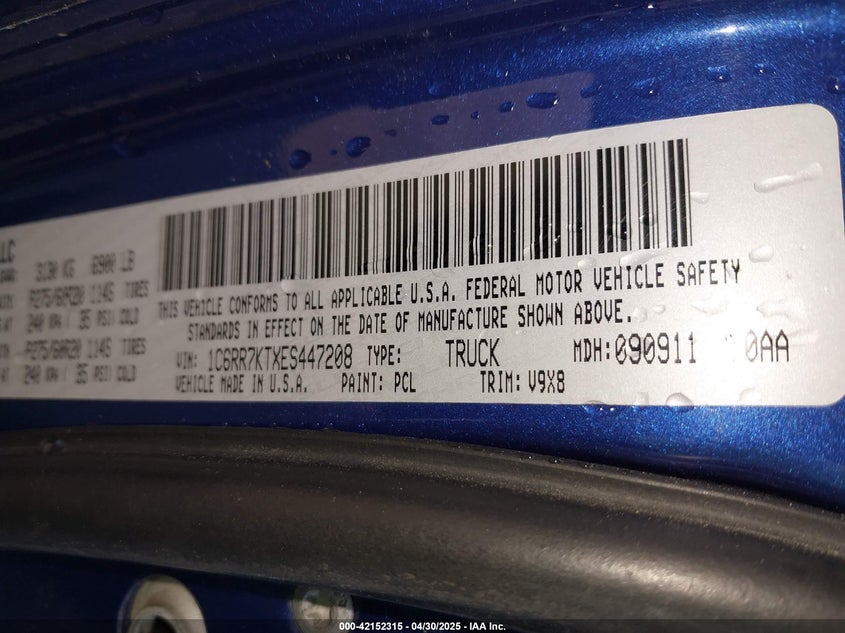 LLC
3130 KG 6900 LB
P275/60R20 114S TIRES
240 KPA / 35 PSI COLD
P275/60R20 114S TIRES
240 KPA / 35 PSI COLD
THIS VEHICLE CONFORMS TO ALL APPLICABLE U.S.A. FEDERAL MOTOR VEHICLE SAFETY
STANDARDS IN EFFECT ON THE DATE OF MANUFACTURE SHOWN ABOVE.
VIN: 1C6RR7KTXES447208 TYPE: TRUCK MDH: 090911 0AA
VEHICLE MADE IN U.S.A. PAINT: PCL TRIM: V9X8
000-42152315 - 04/30/2025 - IAA Inc.